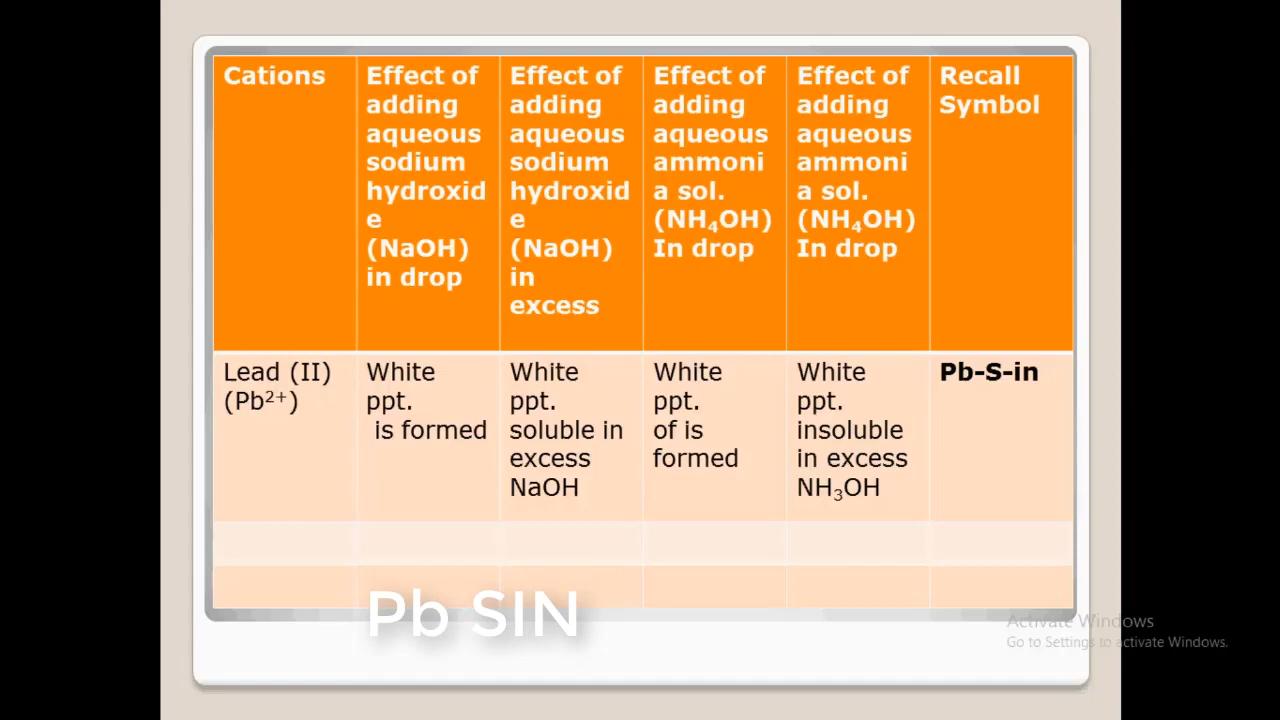 Cations
Effect of
adding
aqueous
sodium
hydroxid
e
(NaOH)
in drop
Effect of
adding
aqueous
sodium
hydroxid
e
(NaOH)
in
excess
Effect of
adding
aqueous
ammoni
a sol.
(NH₄OH)
In drop
Effect of
adding
aqueous
ammoni
a sol.
(NH₄OH)
In drop
Recall
Symbol
Lead (II)
(Pb²⁺)
White
ppt.
is formed
White
ppt.
soluble in
excess
NaOH
White
ppt.
of is
formed
White
ppt.
insoluble
in excess
NH₃OH
Pb-S-in
Pb SIN
Activate Windows
Go to Settings to activate Windows.